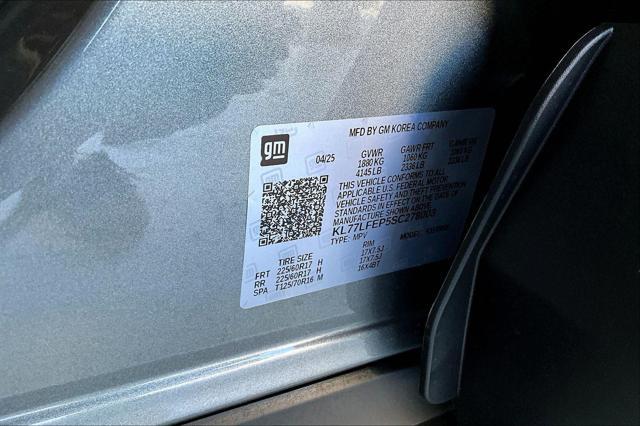 gm
MFD BY GM KOREA COMPANY
04/25 GVWR GAWR FRT
1880 KG 1060 KG
4145 LB 2336 LB
THIS VEHICLE CONFORMS TO ALL
APPLICABLE U.S. FEDERAL MOTOR
VEHICLE SAFETY AND THEFT PREVENTION
STANDARDS IN EFFECT ON THE DATE OF
MANUFACTURE SHOWN ABOVE.
KL77LFEP5SC278003
TYPE: MPV MODEL:
TIRE SIZE RIM
FRT 225/60R17 H 17X7.5J
RR 225/60R17 H 17X7.5J
SPA T125/70R16 M 16X4BT